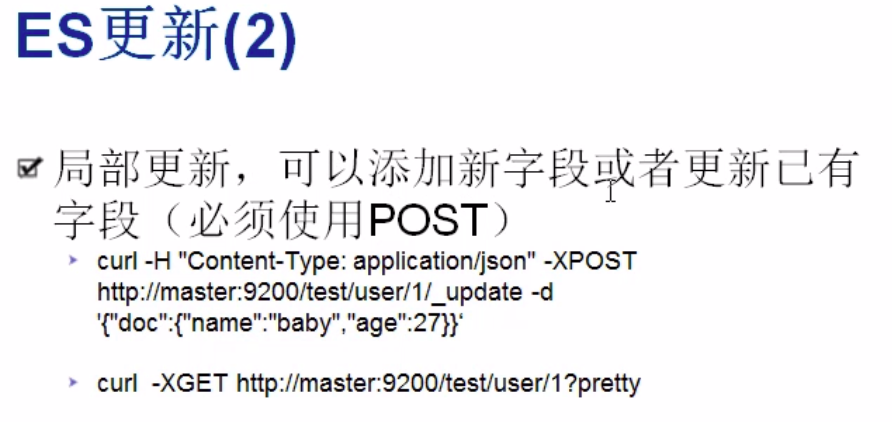 ES更新(2)
局部更新，可以添加新字段或者更新已有
字段（必须使用POST）
curl -H "Content-Type: application/json" -XPOST
http://master:9200/test/user/1/_update -d
'{"doc":{"name":"baby","age":27}}‘
curl  -XGET http://master:9200/test/user/1?pretty